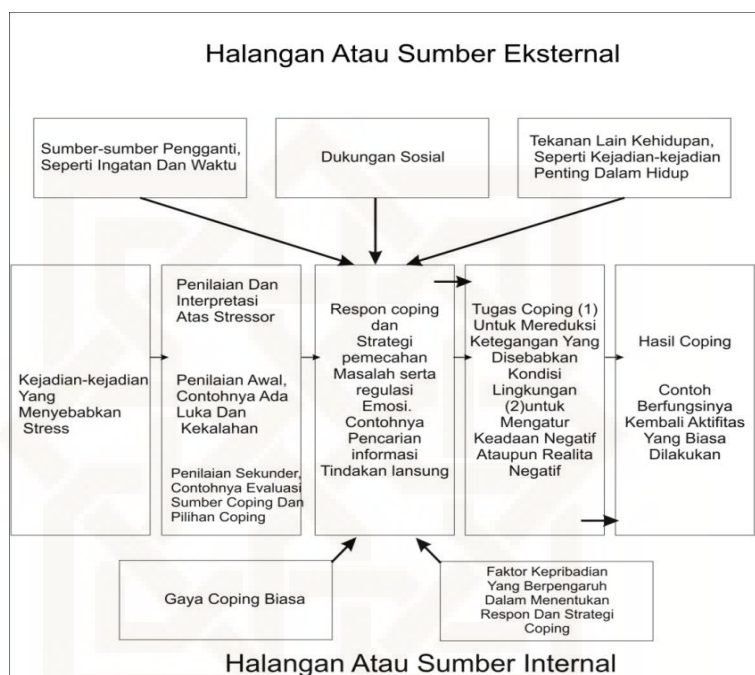 Halangan Atau Sumber Eksternal
Sumber-sumber Pengganti,
Seperti Ingatan Dan Waktu
Dukungan Sosial
Tekanan Lain Kehidupan,
Seperti Kejadian-kejadian
Penting Dalam Hidup
Kejadian-kejadian
Yang
Menyebabkan
Stress
Penilaian Dan
Interpretasi
Atas Stressor
Penilaian Awal,
Contohnya Ada
Luka Dan
Kekalahan
Penilaian Sekunder,
Contohnya Evaluasi
Sumber Coping Dan
Pilihan Coping
Respon coping
dan
Strategi
pemecahan
Masalah serta
regulasi
Emosi.
Contohnya
Pencarian
informasi
Tindakan lansung
Tugas Coping (1)
Untuk Mereduksi
Ketegangan Yang
Disebabkan
Kondisi
Lingkungan
(2)untuk
Mengatur
Keadaan Negatif
Ataupun Realita
Negatif
Hasil Coping
Contoh
Berfungsinya
Kembali Aktifitas
Yang Biasa
Dilakukan
Gaya Coping Biasa
Faktor Kepribadian
Yang Berpengaruh
Dalam Menentukan
Respon Dan Strategi
Coping
Halangan Atau Sumber Internal